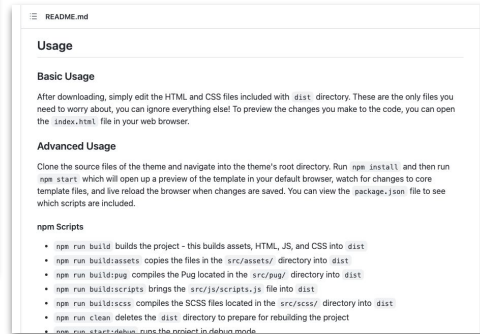 README.md
Usage
Basic Usage
After downloading, simply edit the HTML and CSS files included with dist directory. These are the only files you
need to worry about, you can ignore everything else! To preview the changes you make to the code, you can open
the index.html file in your web browser.
Advanced Usage
Clone the source files of the theme and navigate into the theme's root directory. Run npm install and then run
npm start which will open up a preview of the template in your default browser, watch for changes to core
template files, and live reload the browser when changes are saved. You can view the package.json file to see
which scripts are included.
npm Scripts
• npm run build builds the project - this builds assets, HTML, JS, and CSS into dist
• npm run build:assets copies the files in the src/assets/ directory into dist
• npm run build:pug compiles the Pug located in the src/pug/ directory into dist
• npm run build:scripts brings the src/js/scripts.js file into dist
• npm run build:scss compiles the SCSS files located in the src/scss/ directory into dist
• npm run clean deletes the dist directory to prepare for rebuilding the project
• npm run start:debug runs the project in debug mode